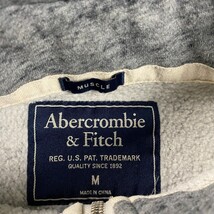 MUSCLE
Abercrombie
& Fitch
REG. U.S. PAT. TRADEMARK
QUALITY SINCE 1892
M
MADE IN CHINA